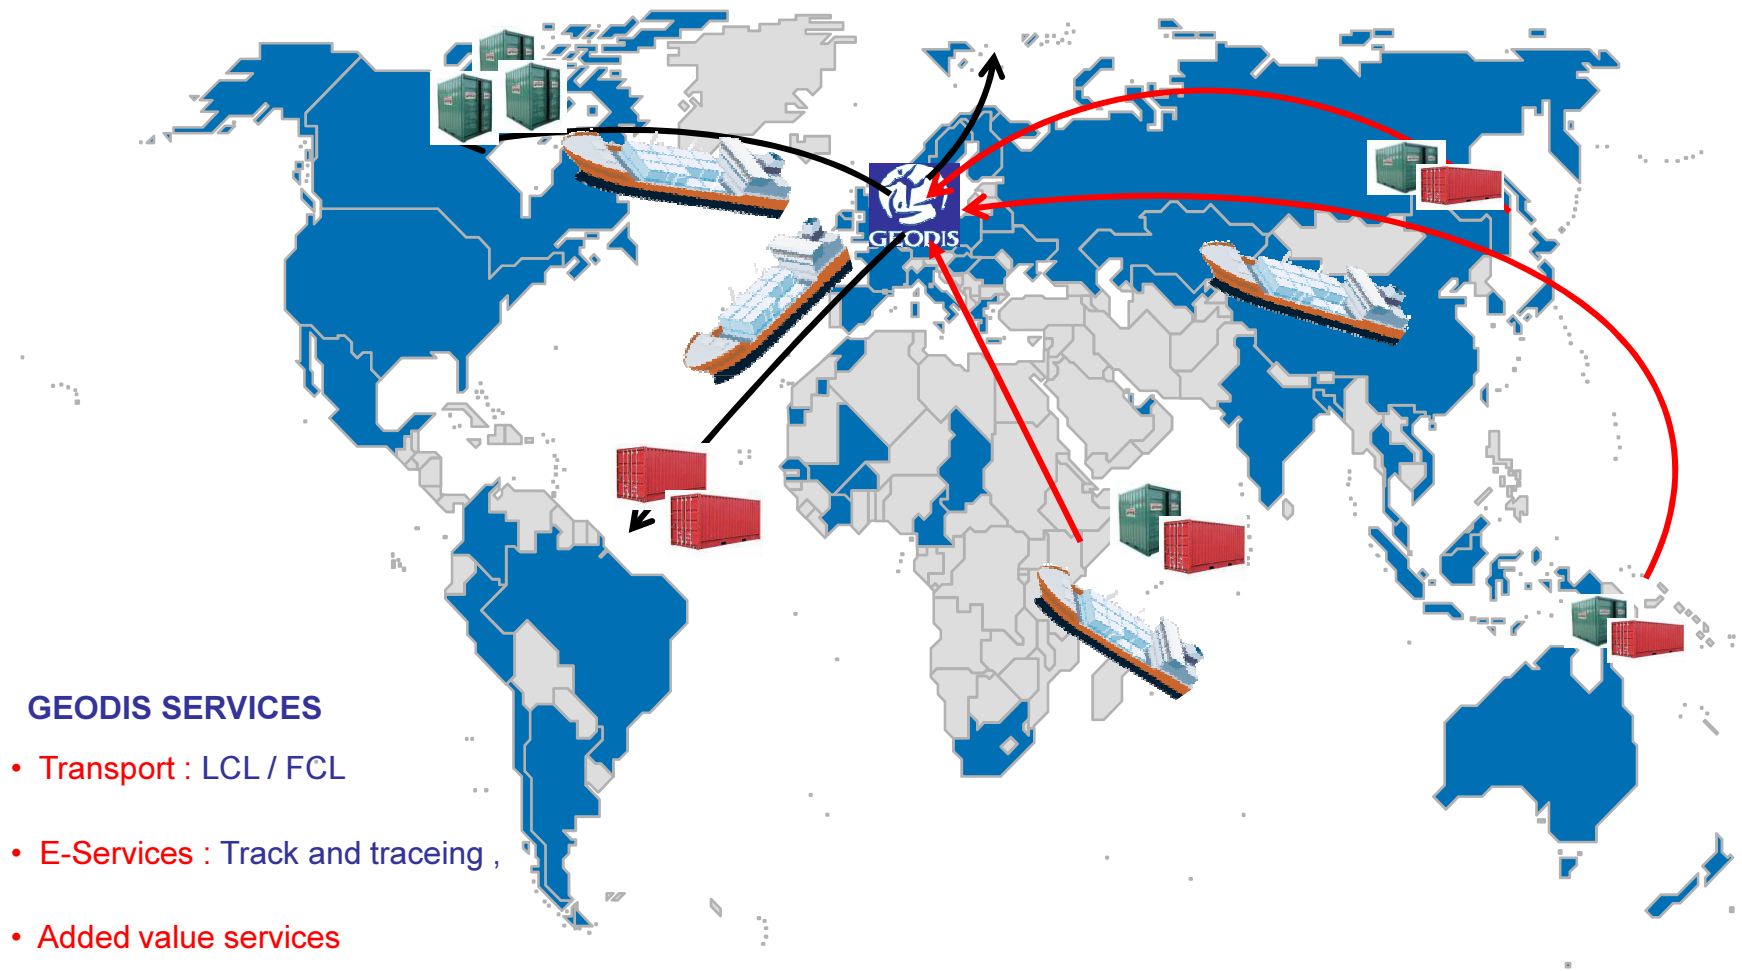 GEODIS
GEODIS SERVICES
• Transport : LCL / FCL
• E-Services : Track and traceing ,
• Added value services